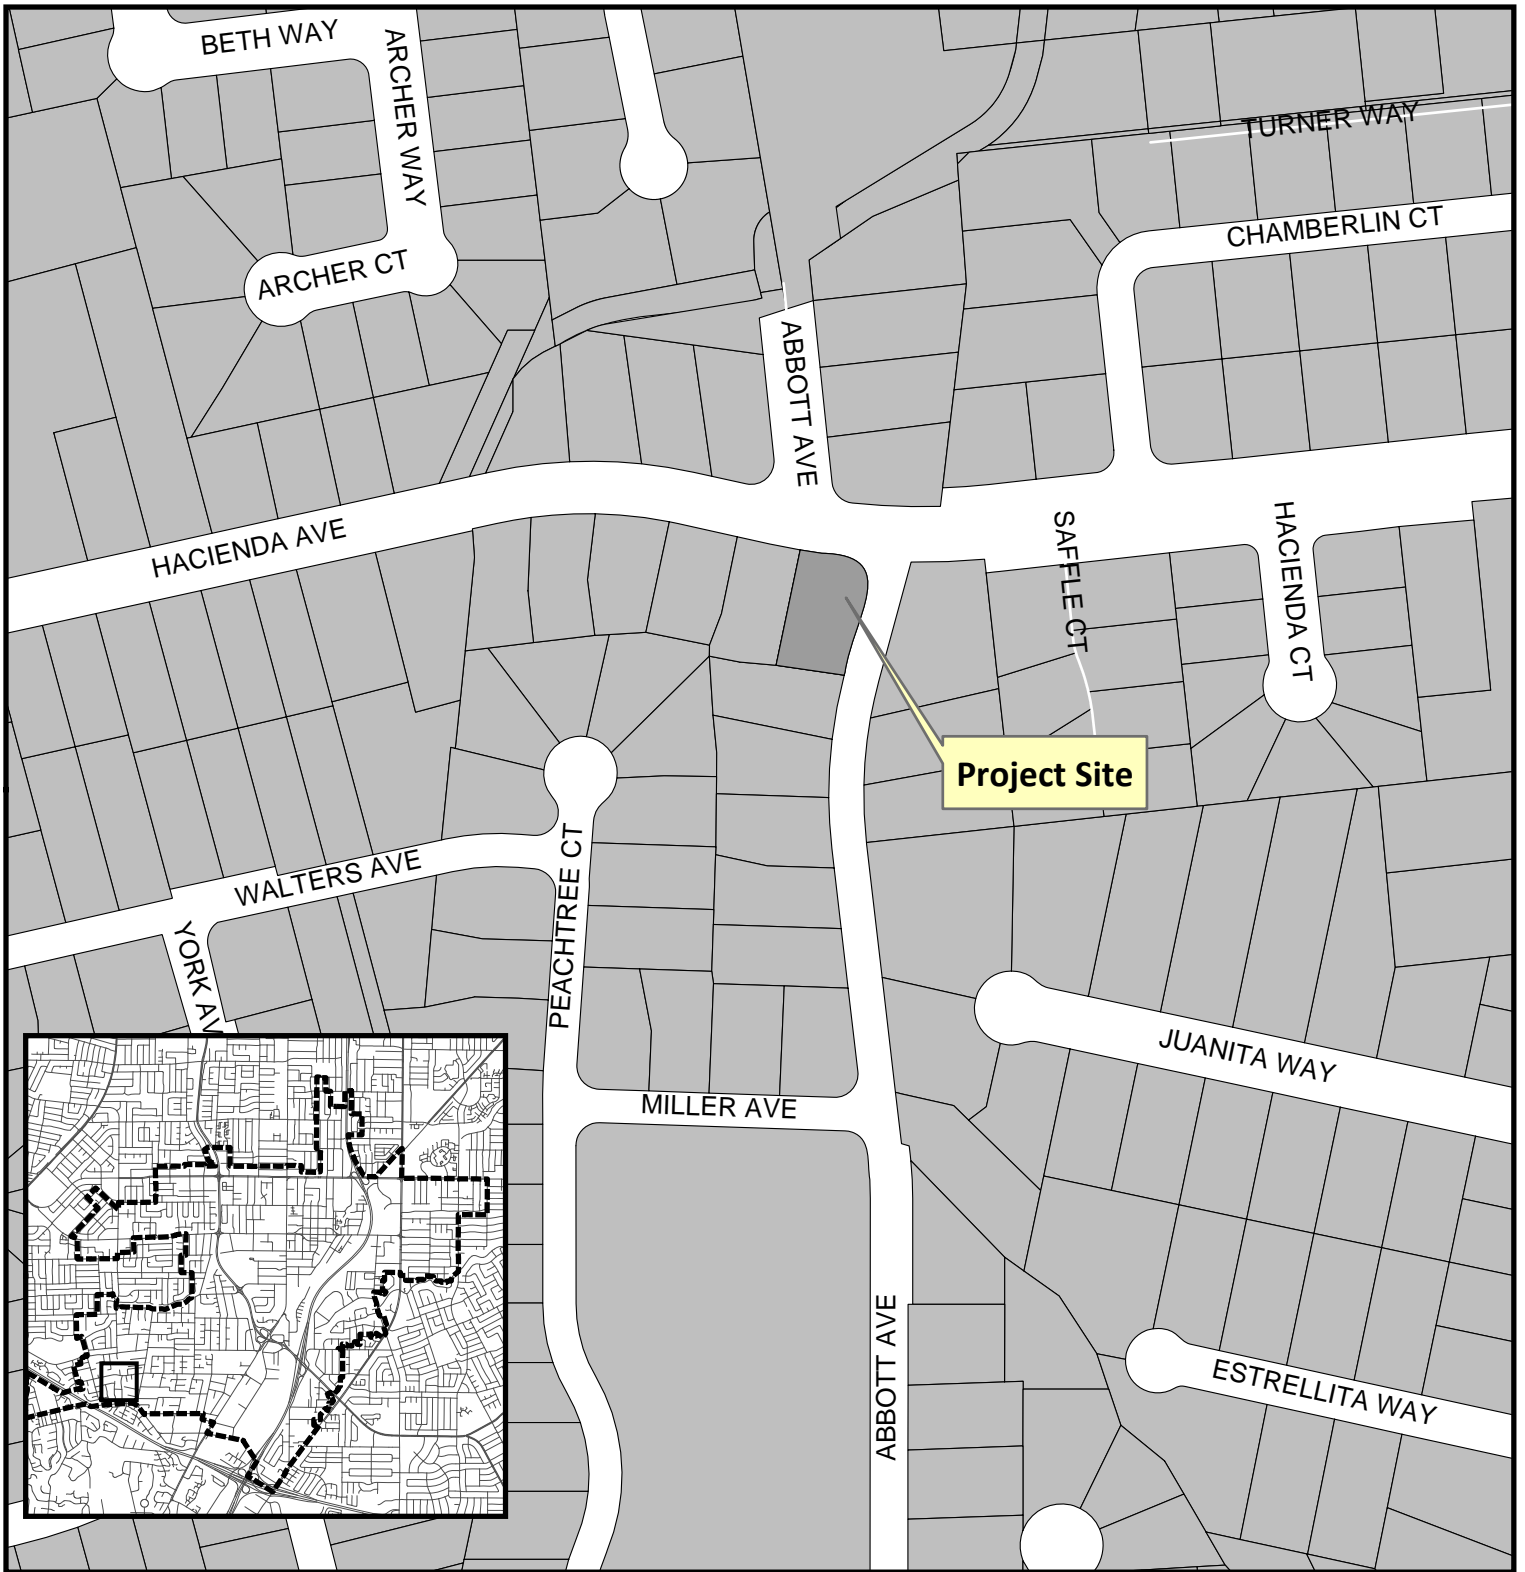 BETH WAY
ARCHER WAY
TURNER WAY
CHAMBERLIN CT
ARCHER CT
ABBOTT AVE
HACIENDA AVE
SAFFLE CT
HACIENDA CT
Project Site
WALTERS AVE
PEACHTREE CT
YORK AV
JUANITA WAY
MILLER AVE
ABBOTT AVE
ESTRELLITA WAY